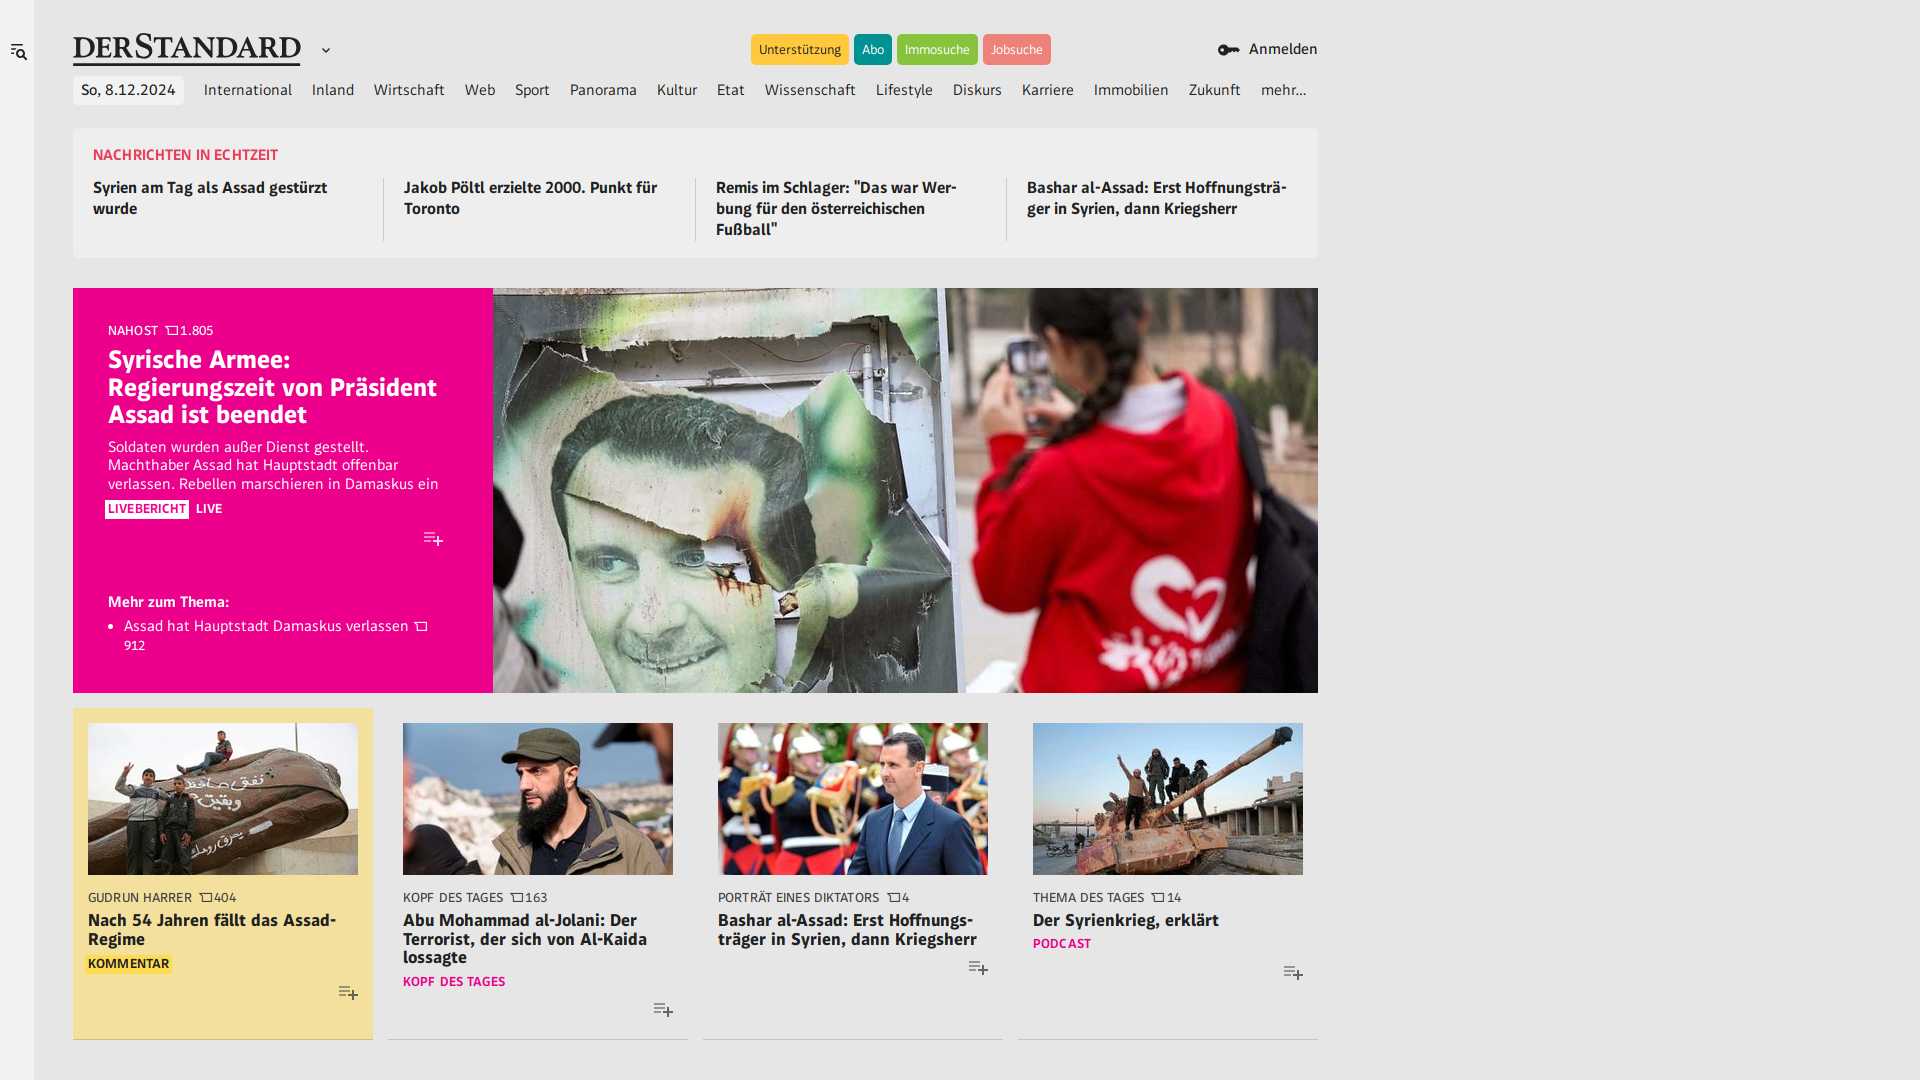 DERSTANDARD
Unterstützung
Abo
Immosuche
Jobsuche
Anmelden
So, 8.12.2024
International
Inland
Wirtschaft
Web
Sport
Panorama
Kultur
Etat
Wissenschaft
Lifestyle
Diskurs
Karriere
Immobilien
Zukunft
mehr…
NACHRICHTEN IN ECHTZEIT
Syrien am Tag als Assad gestürzt
wurde
Jakob Pöltl erzielte 2000. Punkt für
Toronto
Remis im Schlager: "Das war Wer-
bung für den österreichischen
Fußball"
Bashar al-Assad: Erst Hoffnungsträ-
ger in Syrien, dann Kriegsherr
NAHOST 1.805
Syrische Armee:
Regierungszeit von Präsident
Assad ist beendet
Soldaten wurden außer Dienst gestellt.
Machthaber Assad hat Hauptstadt offenbar
verlassen. Rebellen marschieren in Damaskus ein
LIVEBERICHT LIVE
Mehr zum Thema:
• Assad hat Hauptstadt Damaskus verlassen
912
GUDRUN HARRER 404
Nach 54 Jahren fällt das Assad-
Regime
KOMMENTAR
KOPF DES TAGES 163
Abu Mohammad al-Jolani: Der
Terrorist, der sich von Al-Kaida
lossagte
KOPF DES TAGES
PORTRÄT EINES DIKTATORS 4
Bashar al-Assad: Erst Hoffnungs-
träger in Syrien, dann Kriegsherr
THEMA DES TAGES 14
Der Syrienkrieg, erklärt
PODCAST